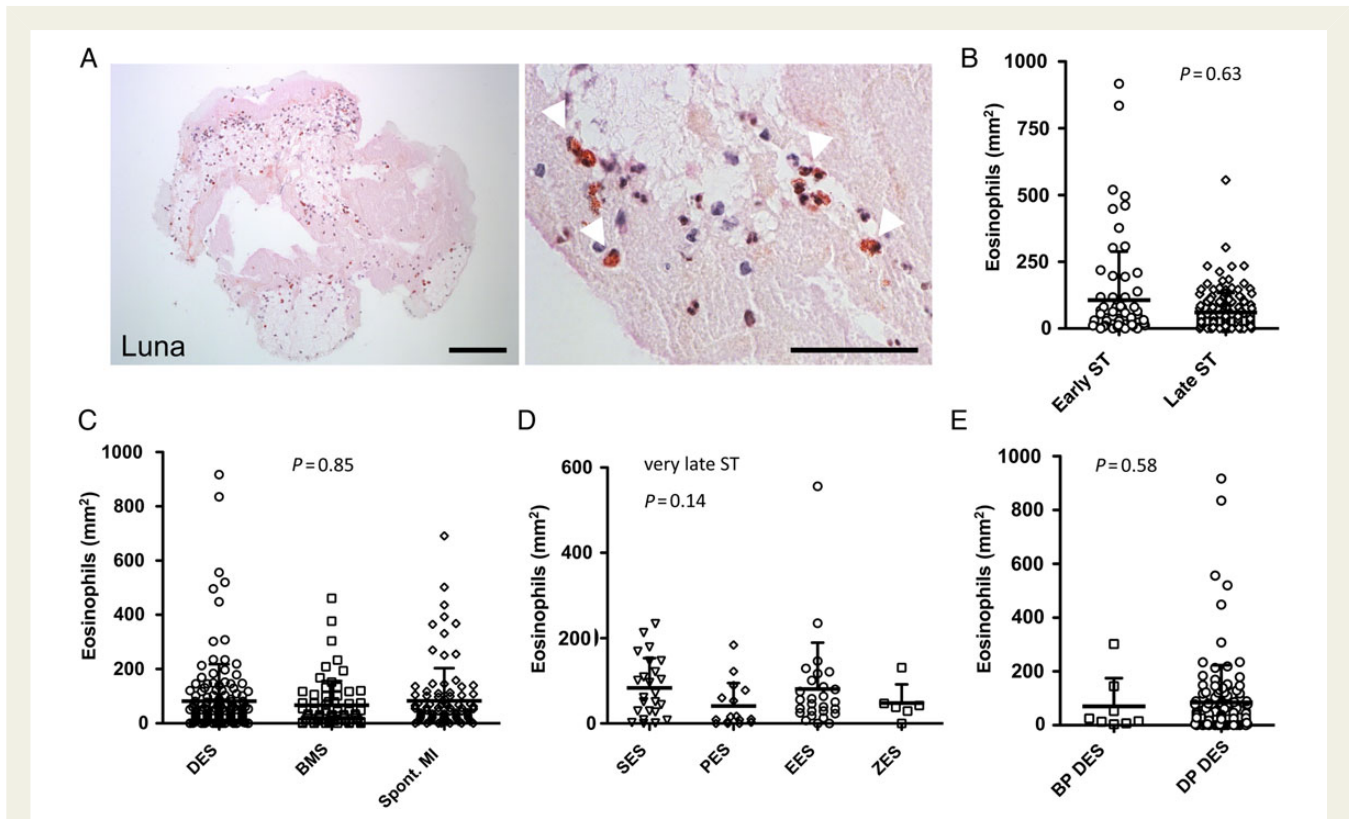 A
Luna
B
P = 0.63
Eosinophils (mm²)
1000
750
500
250
0
Early ST
Late ST
C
P = 0.85
Eosinophils (mm²)
1000
800
600
400
200
0
DES
BMS
Spont. MI
D
very late ST
P = 0.14
Eosinophils (mm²)
600
400
200
0
SES
PES
EES
ZES
E
P = 0.58
Eosinophils (mm²)
1000
800
600
400
200
0
BP DES
DP DES